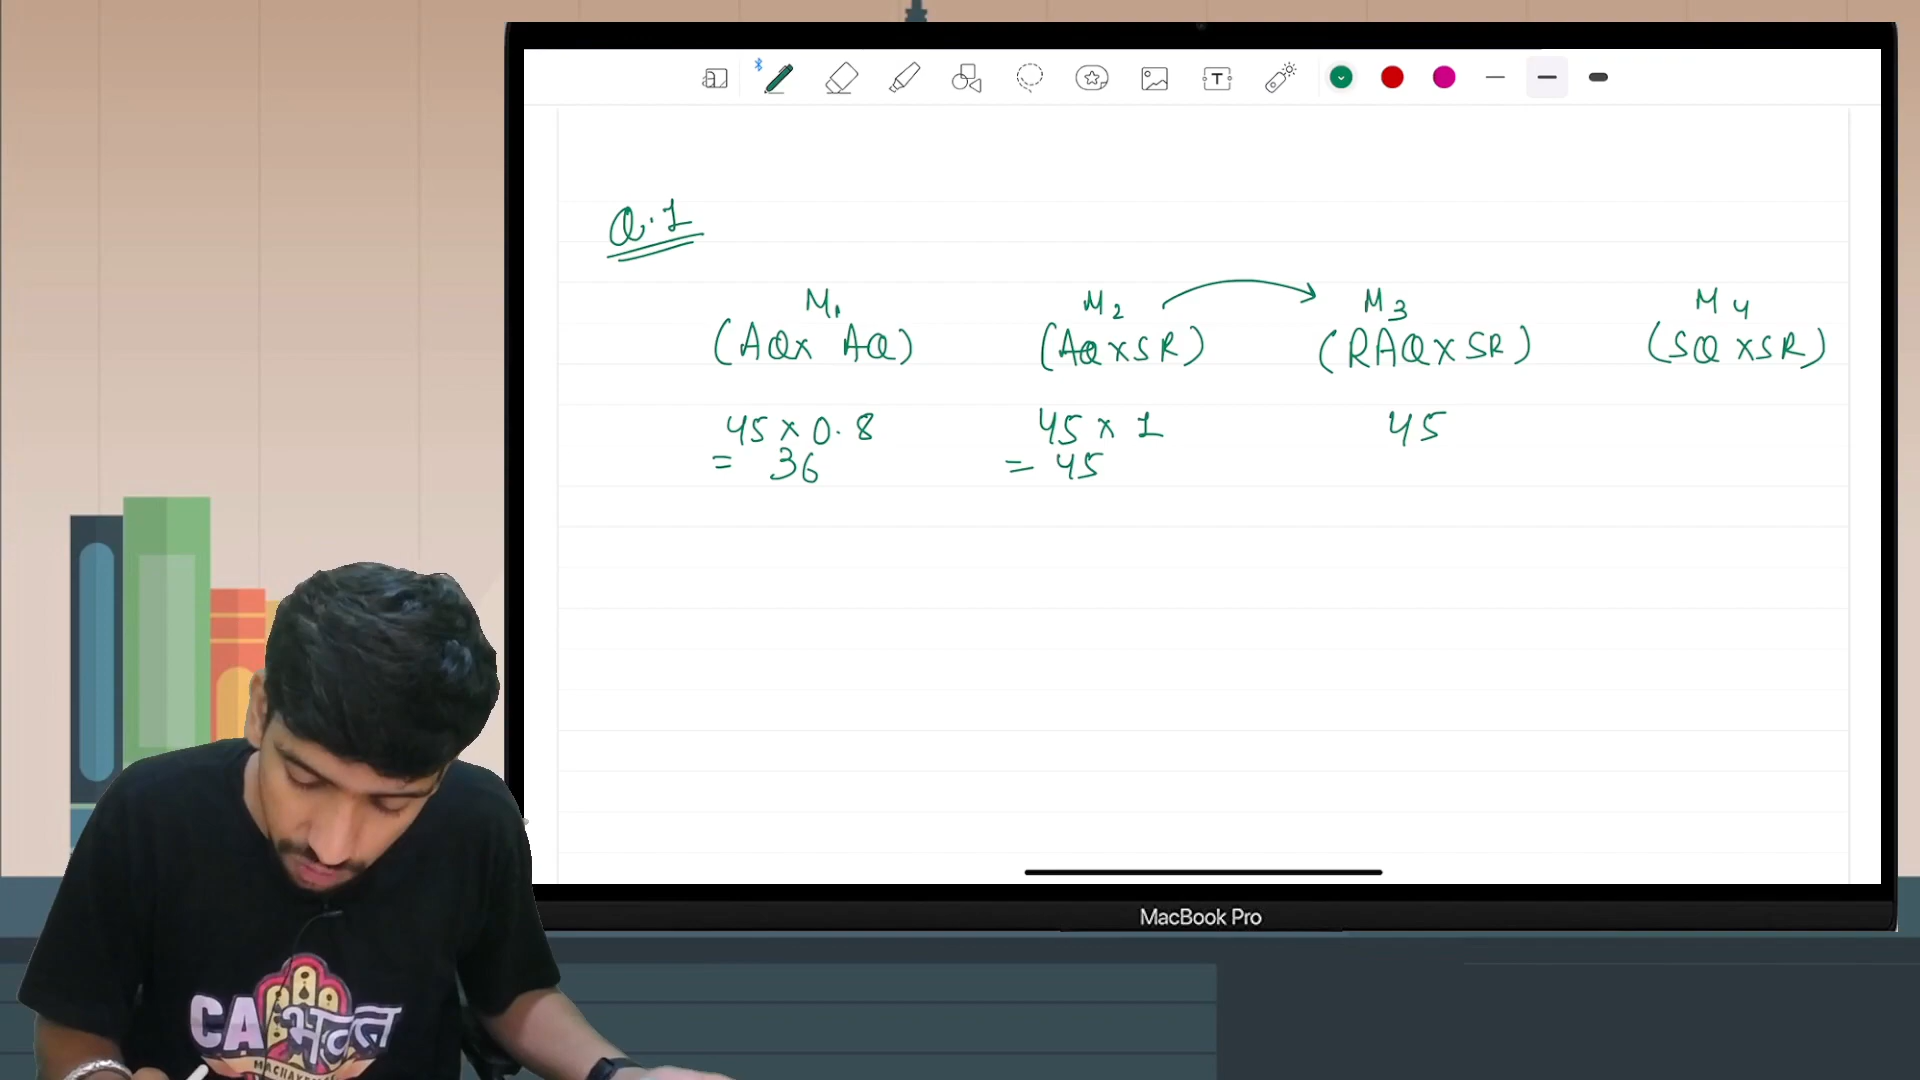 Q.1
M1 M2 M3 M4
(AQ x AQ) (AQ x SR) (RAQ x SR) (SQ x SR)
45 x 0.8 45 x 1 45
= 36 = 45
MacBook Pro
CA भक्त